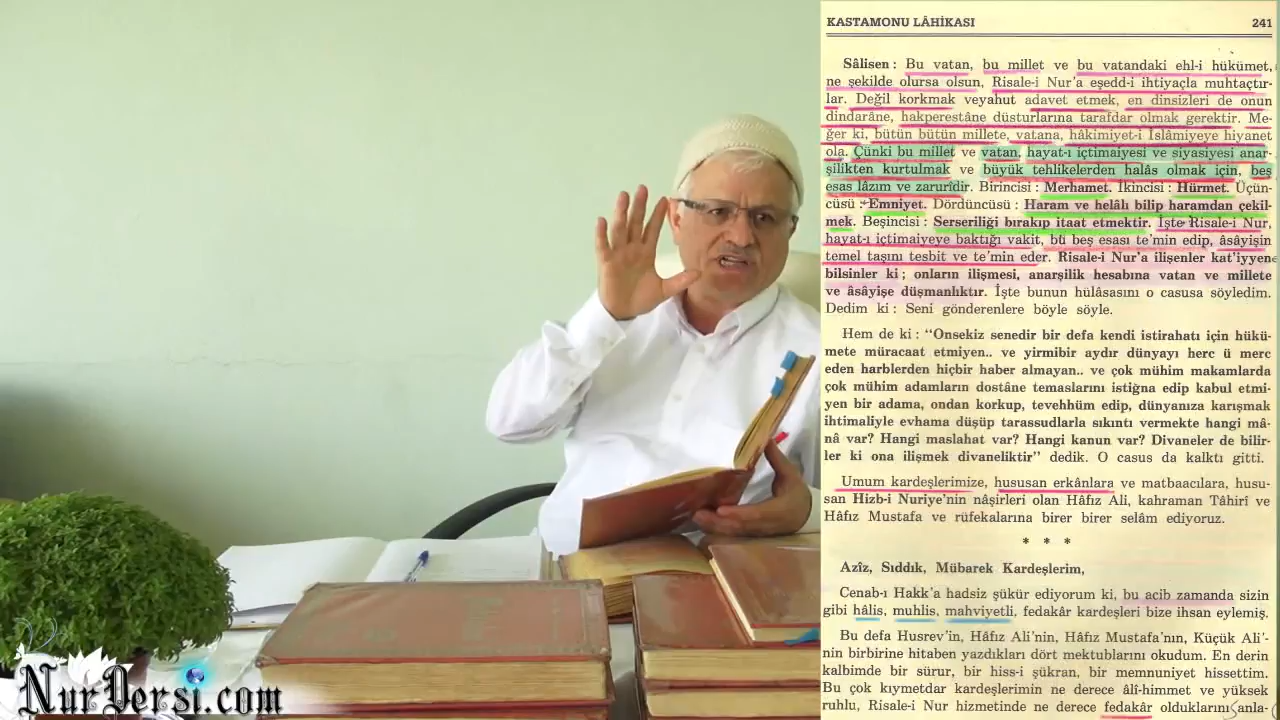 KASTAMONU LÂHİKASI 241
Sâlisen : Bu vatan, bu millet ve bu vatandaki ehl-i hükûmet,
ne şekilde olursa olsun, Risale-i Nur'a eşedd-i ihtiyaçla muhtaçtır-
lar. Değil korkmak veyahut adavet etmek, en dinsizleri de onun
dindarâne, hakperestâne düsturlarına tarafdar olmak gerektir. Me-
ğer ki, bütün bütün millete, vatana, hâkimiyet-i İslâmiyeye hiyanet
ola. Çünki bu millet ve vatan, hayat-ı içtimaiyesi ve siyasiyesi anar-
şilikten kurtulmak ve büyük tehlikelerden halâs olmak için, beş
esas lâzım ve zarurîdir. Birincisi : Merhamet. İkincisi : Hürmet. Üçün-
cüsü : Emniyet. Dördüncüsü : Haram ve helâlı bilip haramdan çekil-
mek. Beşincisi : Serseriliği bırakıp itaat etmektir. İşte Risale-i Nur,
hayat-ı içtimaiyeye baktığı vakit, bu beş esası te'min edip, âsâyişin
temel taşını tesbit ve te'min eder. Risale-i Nur'a ilişenler kat'iyyen
bilsinler ki ; onların ilişmesi, anarşilik hesabına vatan ve millete
ve âsâyişe düşmanlıktır. İşte bunun hülâsasını o casusa söyledim.
Dedim ki : Seni gönderenlere böyle söyle.
Hem de ki : "Onsekiz senedir bir defa kendi istirahatı için hükû-
mete müracaat etmiyen.. ve yirmibir aydır dünyayı herc ü merc
eden harblerden hiçbir haber almayan.. ve çok mühim makamlarda
çok mühim adamların dostâne temaslarını istiğna edip kabul etmi-
yen bir adama, ondan korkup, tevehhüm edip, dünyanıza karışmak
ihtimaliyle evhama düşüp tarassudlarla sıkıntı vermekte hangi mâ-
nâ var? Hangi maslahat var? Hangi kanun var? Divaneler de bilir-
ler ki ona ilişmek divaneliktir" dedik. O casus da kalktı gitti.
Umum kardeşlerimize, hususan erkânlara ve matbaacılara, husu-
san Hizb-i Nuriye'nin nâşirleri olan Hâfız Ali, kahraman Tâhirî ve
Hâfız Mustafa ve rüfekalarına birer birer selâm ediyoruz.
* * *
Azîz, Sıddık, Mübarek Kardeşlerim,
Cenab-ı Hakk'a hadsiz şükür ediyorum ki, bu acib zamanda sizin
gibi hâlis, muhlis, mahviyetli, fedakâr kardeşleri bize ihsan eylemiş.
Bu defa Husrev'in, Hâfız Ali'nin, Hâfız Mustafa'nın, Küçük Ali'-
nin birbirine hitaben yazdıkları dört mektublarını okudum. En derin
kalbimde bir sürur, bir hiss-i şükran, bir memnuniyet hissettim.
Bu çok kıymetdar kardeşlerimin ne derece âlî-himmet ve yüksek
ruhlu, Risale-i Nur hizmetinde ne derece fedakâr olduklarını anla-
NurDersi.com